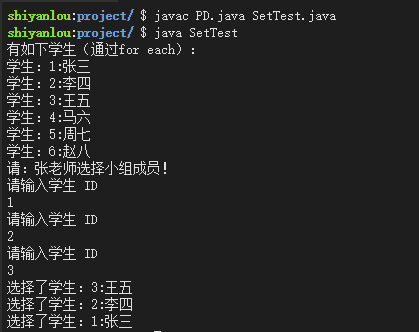 shiyanlou:project/ $ javac PD.java SetTest.java
shiyanlou:project/ $ java SetTest
有如下学生（通过for each）：
学生：1:张三
学生：2:李四
学生：3:王五
学生：4:马六
学生：5:周七
学生：6:赵八
请：张老师选择小组成员！
请输入学生 ID
1
请输入学生 ID
2
请输入学生 ID
3
选择了学生：3:王五
选择了学生：2:李四
选择了学生：1:张三